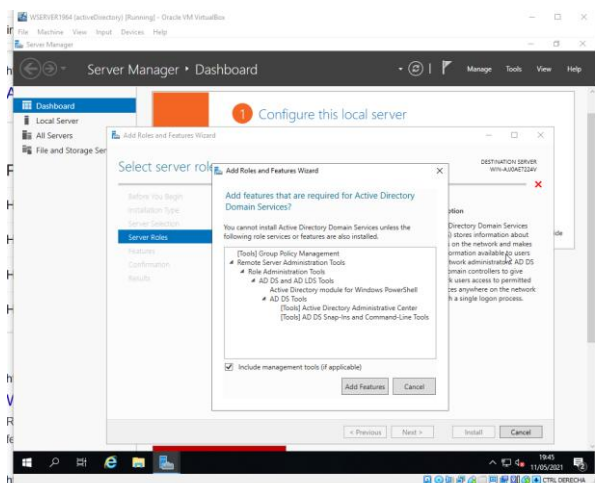 WSERVER1964 (activeDirectory) [Running] - Oracle VM VirtualBox
File Machine View Input Devices Help
Server Manager
Server Manager • Dashboard
Manage Tools View Help
Dashboard
Local Server
All Servers
File and Storage Ser
1 Configure this local server
Add Roles and Features Wizard
Select server role
DESTINATION SERVER
Before You Begin
Installation Type
Server Selection
Server Roles
Features
Confirmation
Results
Add Roles and Features Wizard
Add features that are required for Active Directory
Domain Services?
You cannot install Active Directory Domain Services unless the
following role services or features are also installed.
[Tools] Group Policy Management
Remote Server Administration Tools
Role Administration Tools
AD DS and AD LDS Tools
Active Directory module for Windows PowerShell
AD DS Tools
[Tools] Active Directory Administrative Center
[Tools] AD DS Snap-Ins and Command-Line Tools
Include management tools (if applicable)
Add Features Cancel
ption
Directory Domain Services
) stores information about
s on the network and makes
ormation available to users
twork administrators. AD DS
omain controllers to give
k users access to permitted
ces anywhere on the network
h a single logon process.
ide
< Previous Next > Install Cancel
19:45
11/05/2021
CTRL DERECHA